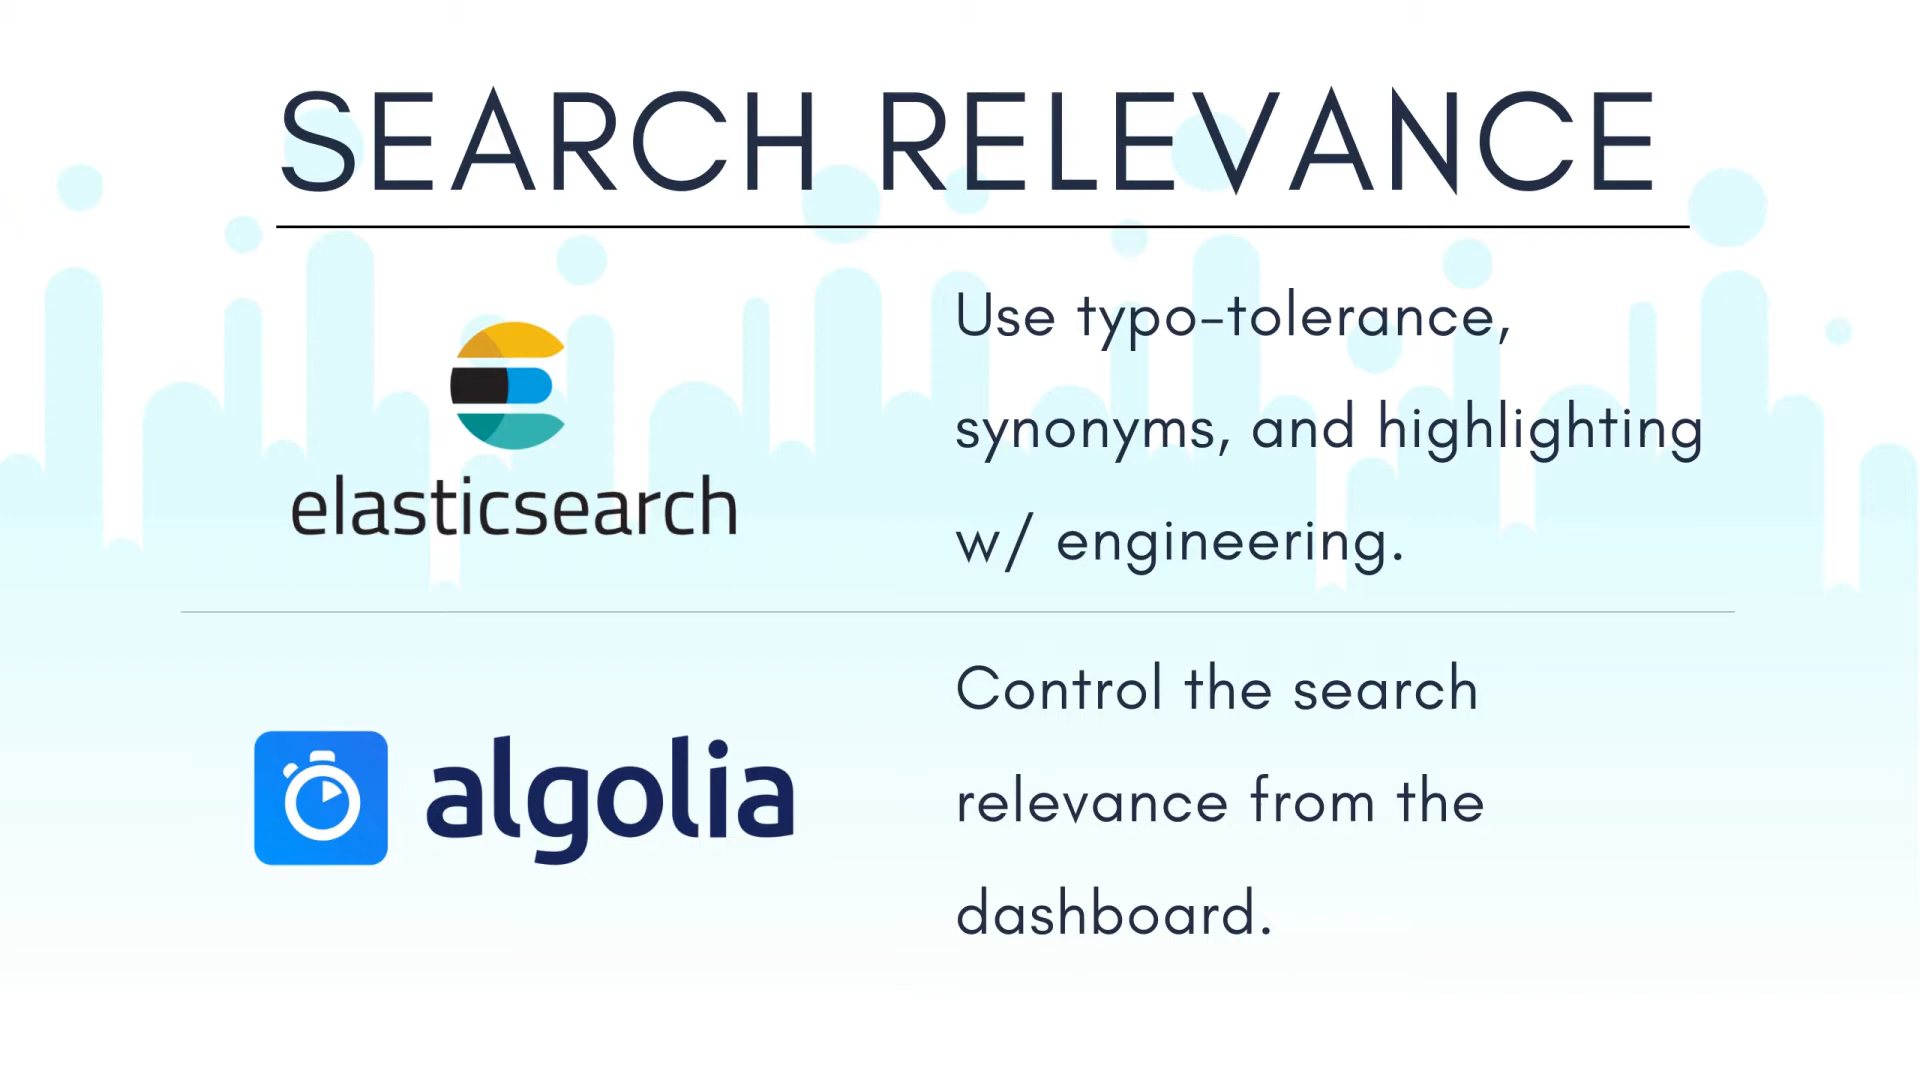 SEARCH RELEVANCE
elasticsearch
Use typo-tolerance,
synonyms, and highlighting
w/ engineering.
algolia
Control the search
relevance from the
dashboard.